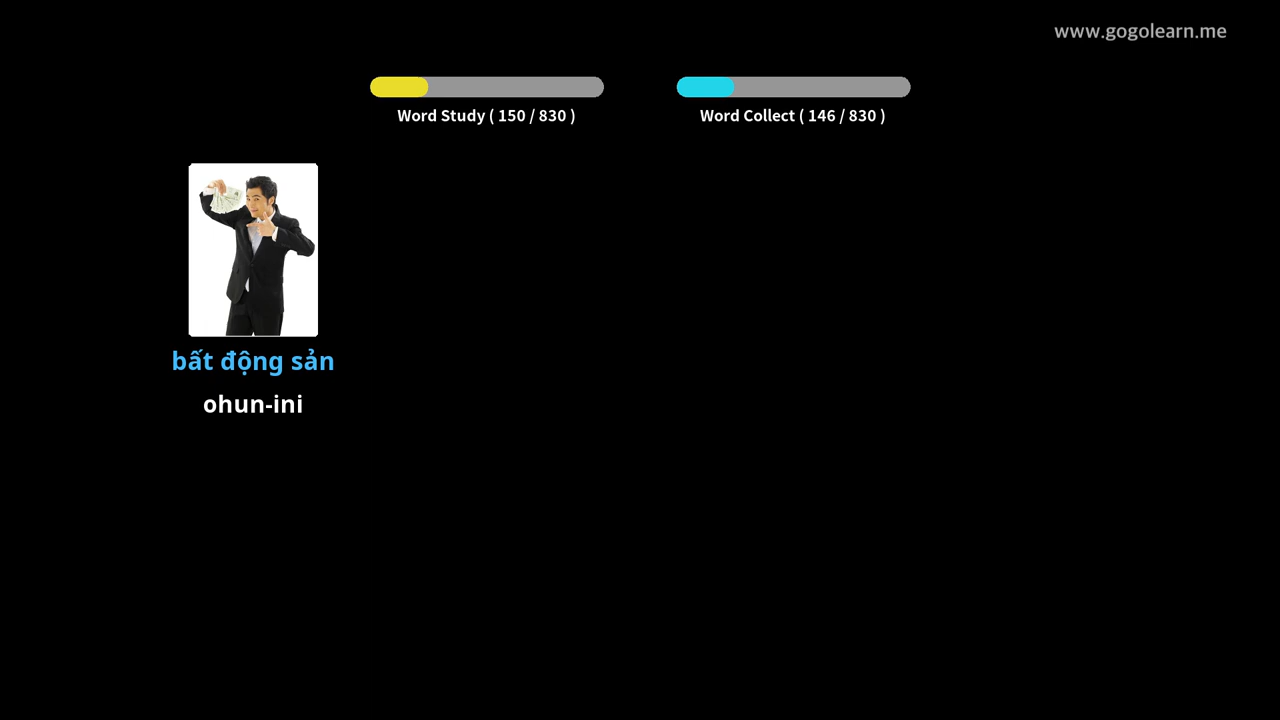 www.gogolearn.me
Word Study ( 150 / 830 )
Word Collect ( 146 / 830 )
bất động sản
ohun-ini